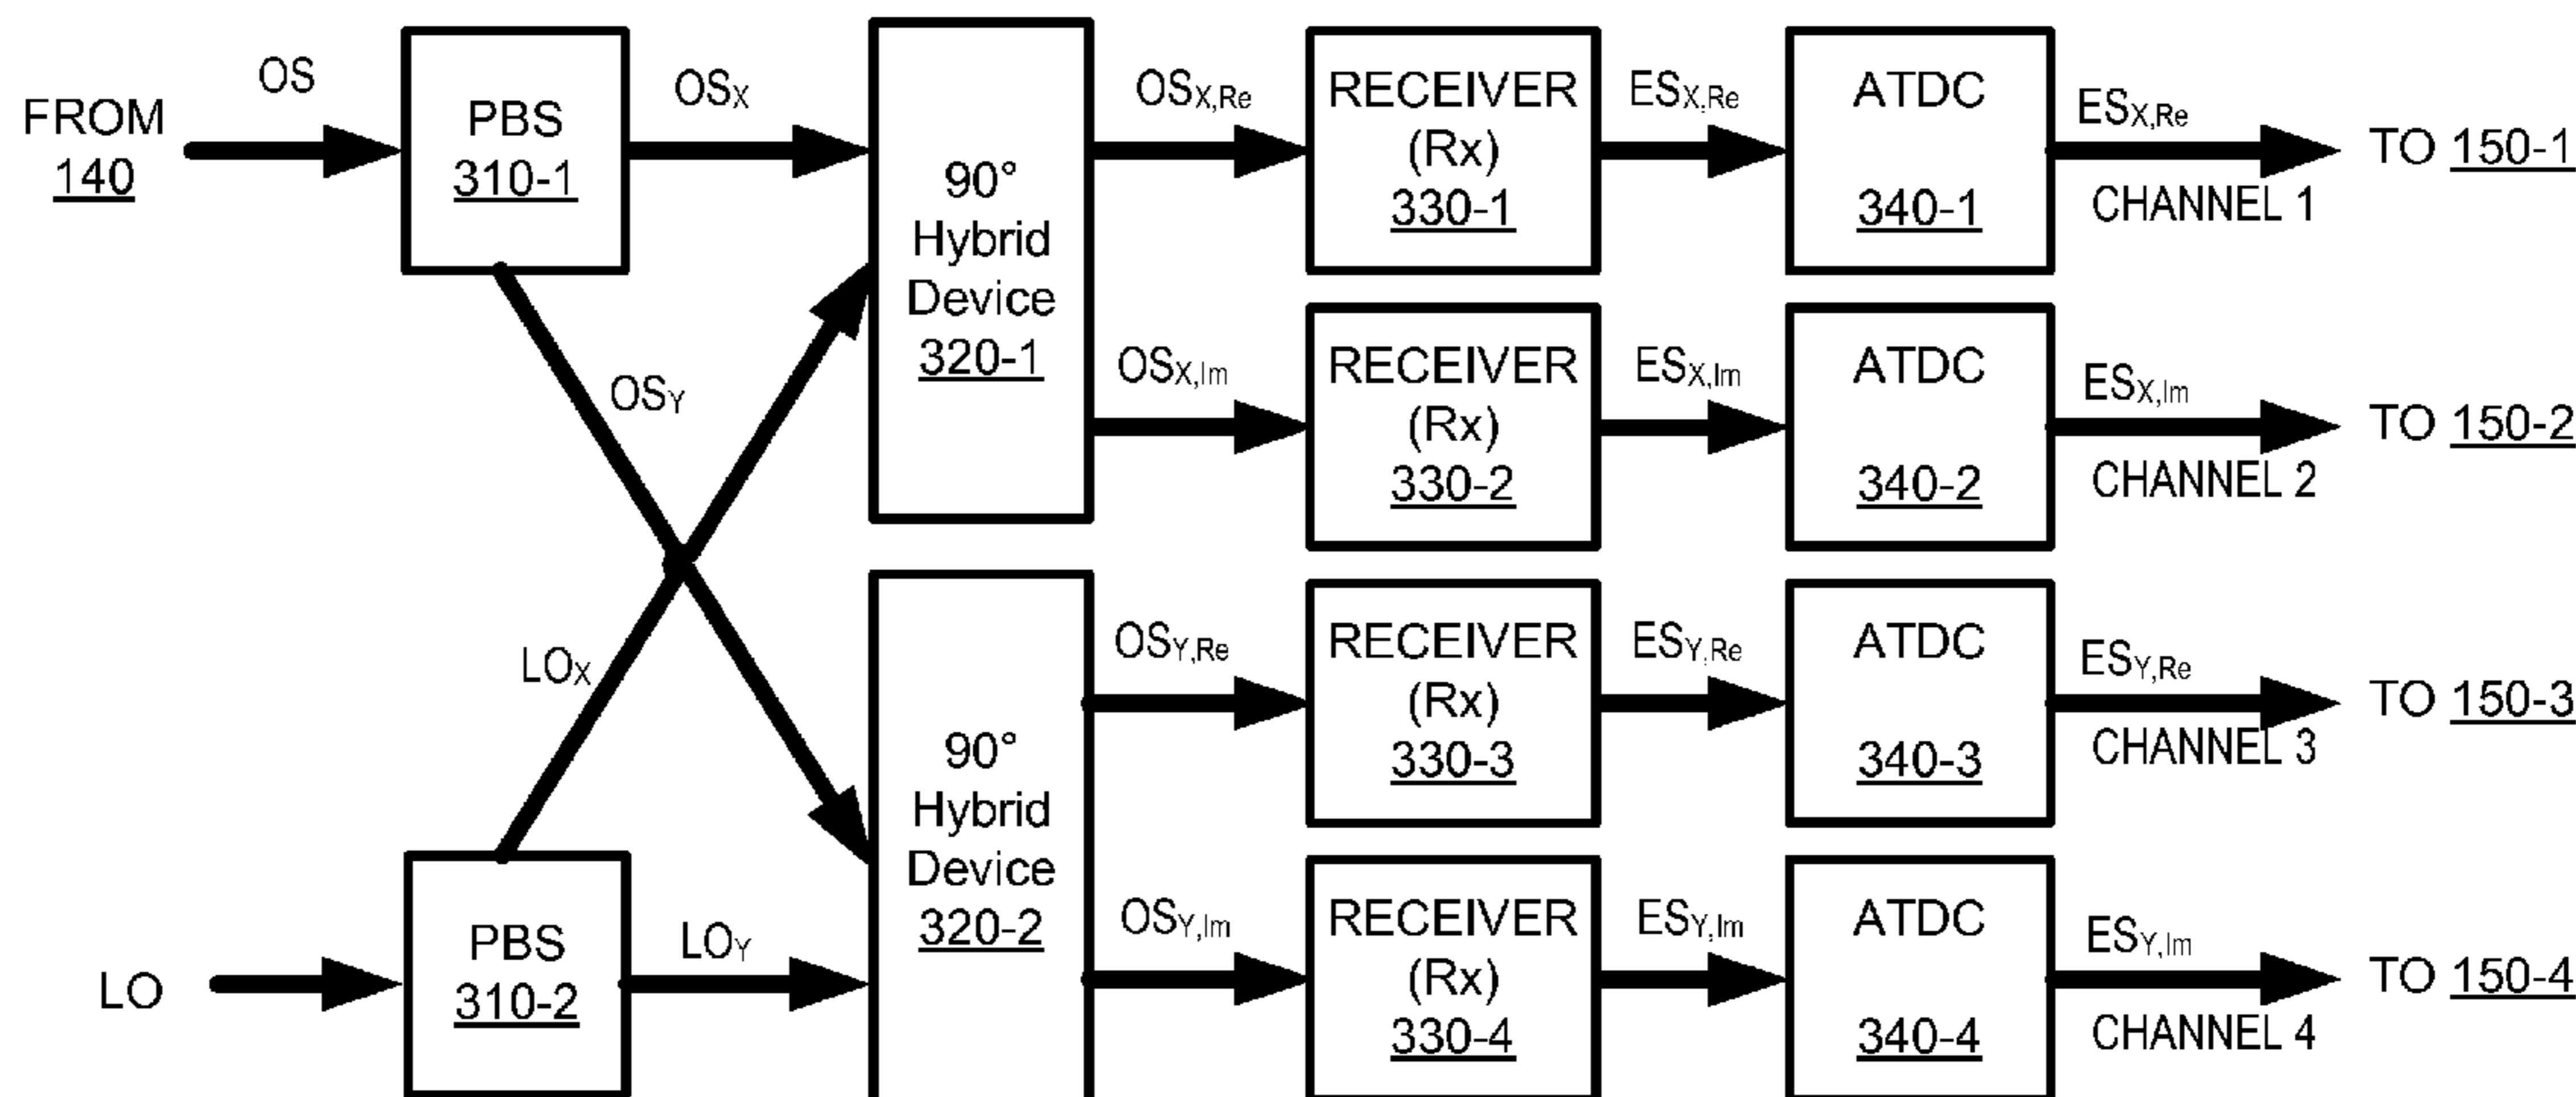 FROM
140
OS
PBS
310-1
OSX
OSY
LO
PBS
310-2
LOX
LOY
90°
Hybrid
Device
320-1
90°
Hybrid
Device
320-2
OSX,Re
RECEIVER
(Rx)
330-1
ESX,Re
ATDC
340-1
ESX,Re
CHANNEL 1
TO 150-1
OSX,Im
RECEIVER
(Rx)
330-2
ESX,Im
ATDC
340-2
ESX,Im
CHANNEL 2
TO 150-2
OSY,Re
RECEIVER
(Rx)
330-3
ESY,Re
ATDC
340-3
ESY,Re
CHANNEL 3
TO 150-3
OSY,Im
RECEIVER
(Rx)
330-4
ESY,Im
ATDC
340-4
ESY,Im
CHANNEL 4
TO 150-4